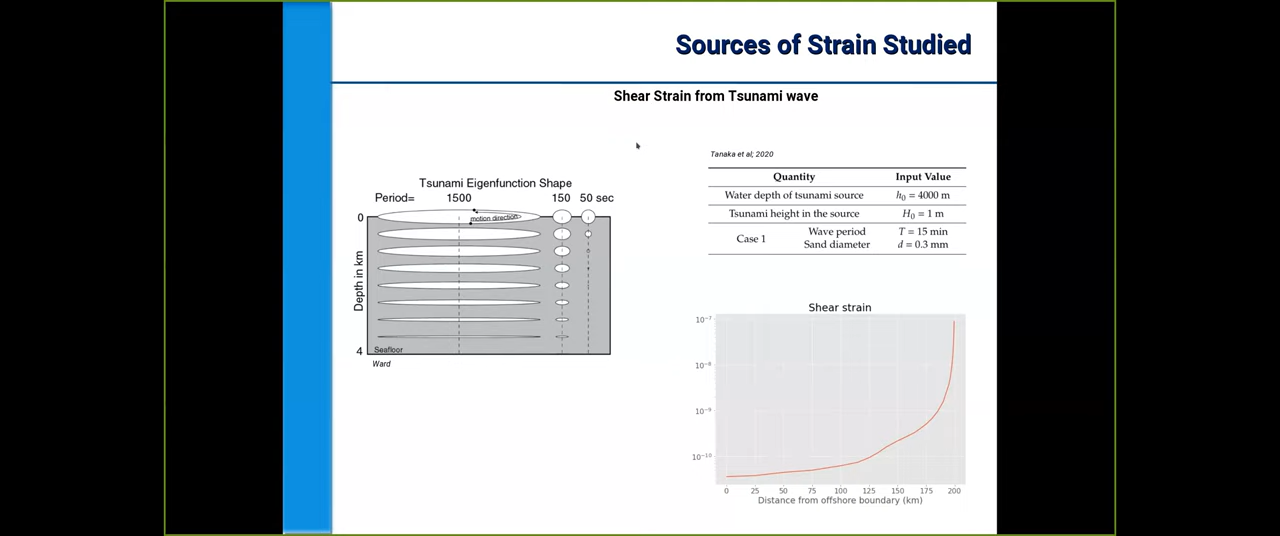 Sources of Strain Studied
Shear Strain from Tsunami wave
Tsunami Eigenfunction Shape
Period= 1500 150 50 sec
motion direction
0
Depth in km
4
Seafloor
Ward
Tanaka et al; 2020
Quantity Input Value
Water depth of tsunami source h₀ = 4000 m
Tsunami height in the source H₀ = 1 m
Case 1 Wave period T = 15 min
Sand diameter d = 0.3 mm
Shear strain
10⁻⁷
10⁻⁸
10⁻⁹
10⁻¹⁰
0 25 50 75 100 125 150 175 200
Distance from offshore boundary (km)